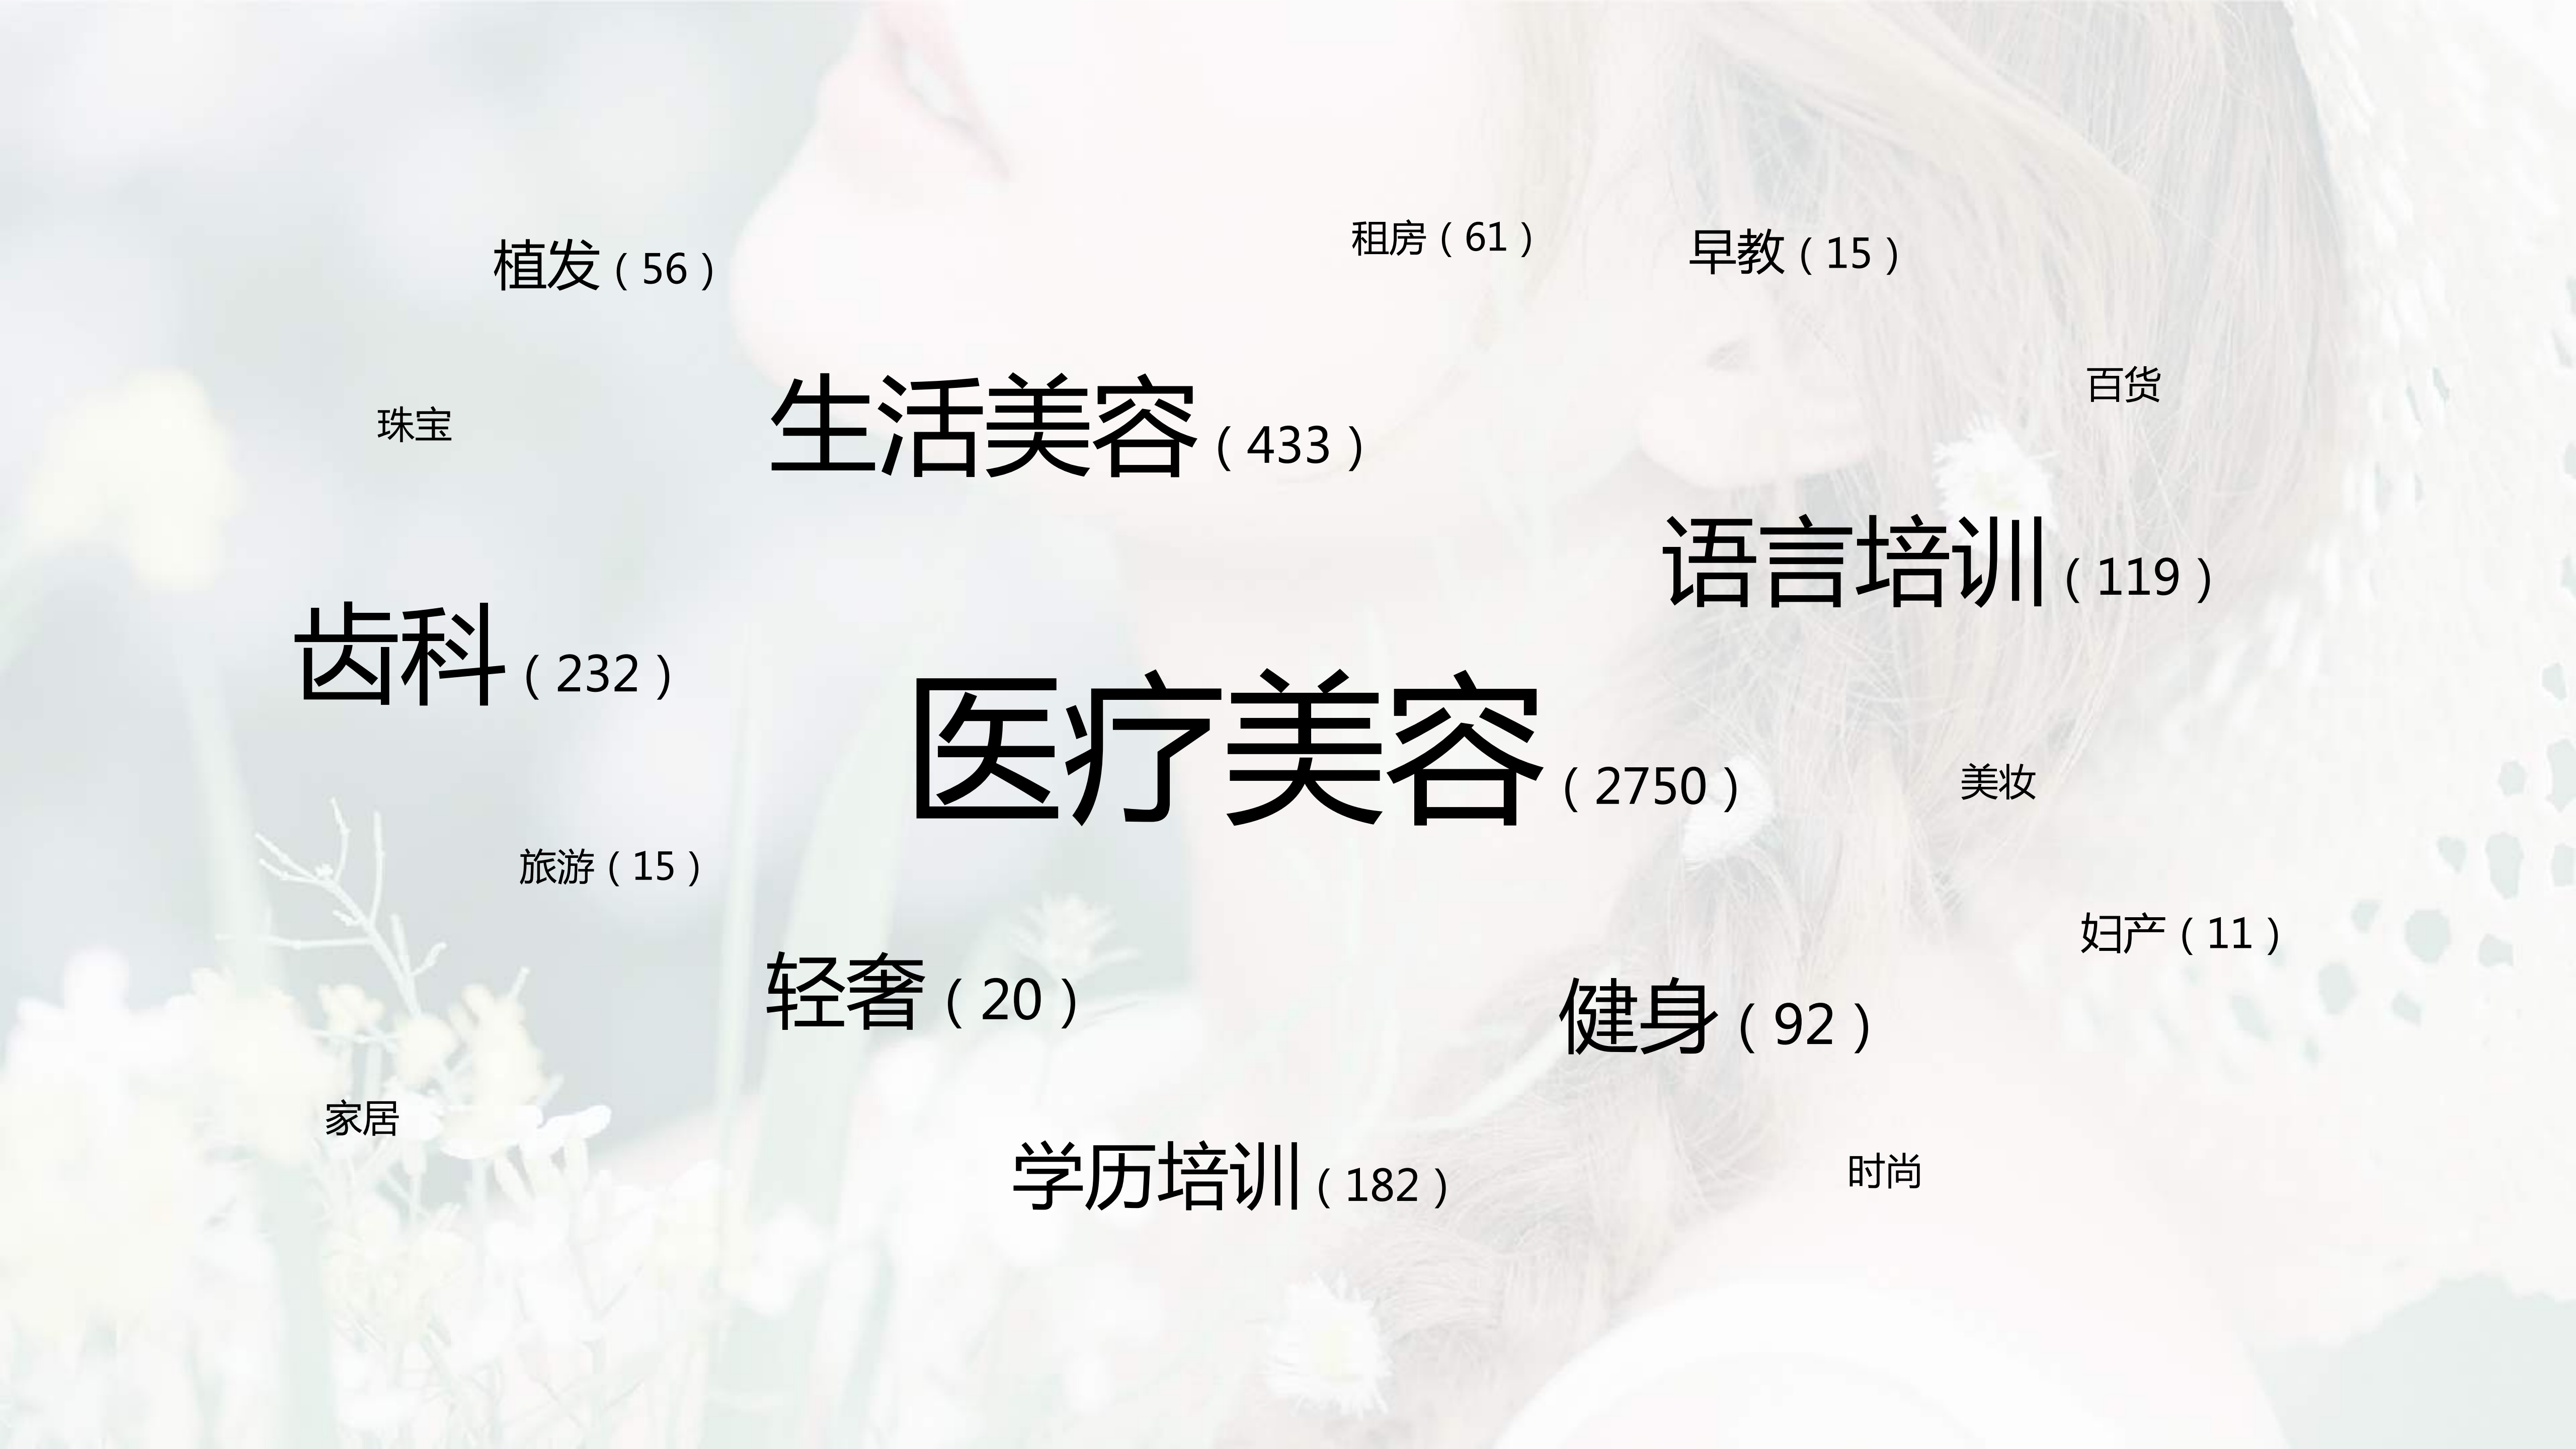 租房（61）
早教（15）
植发（56）
百货
珠宝
生活美容（433）
语言培训（119）
齿科（232）
医疗美容（2750）
美妆
旅游（15）
妇产（11）
轻奢（20）
健身（92）
家居
时尚
学历培训（182）